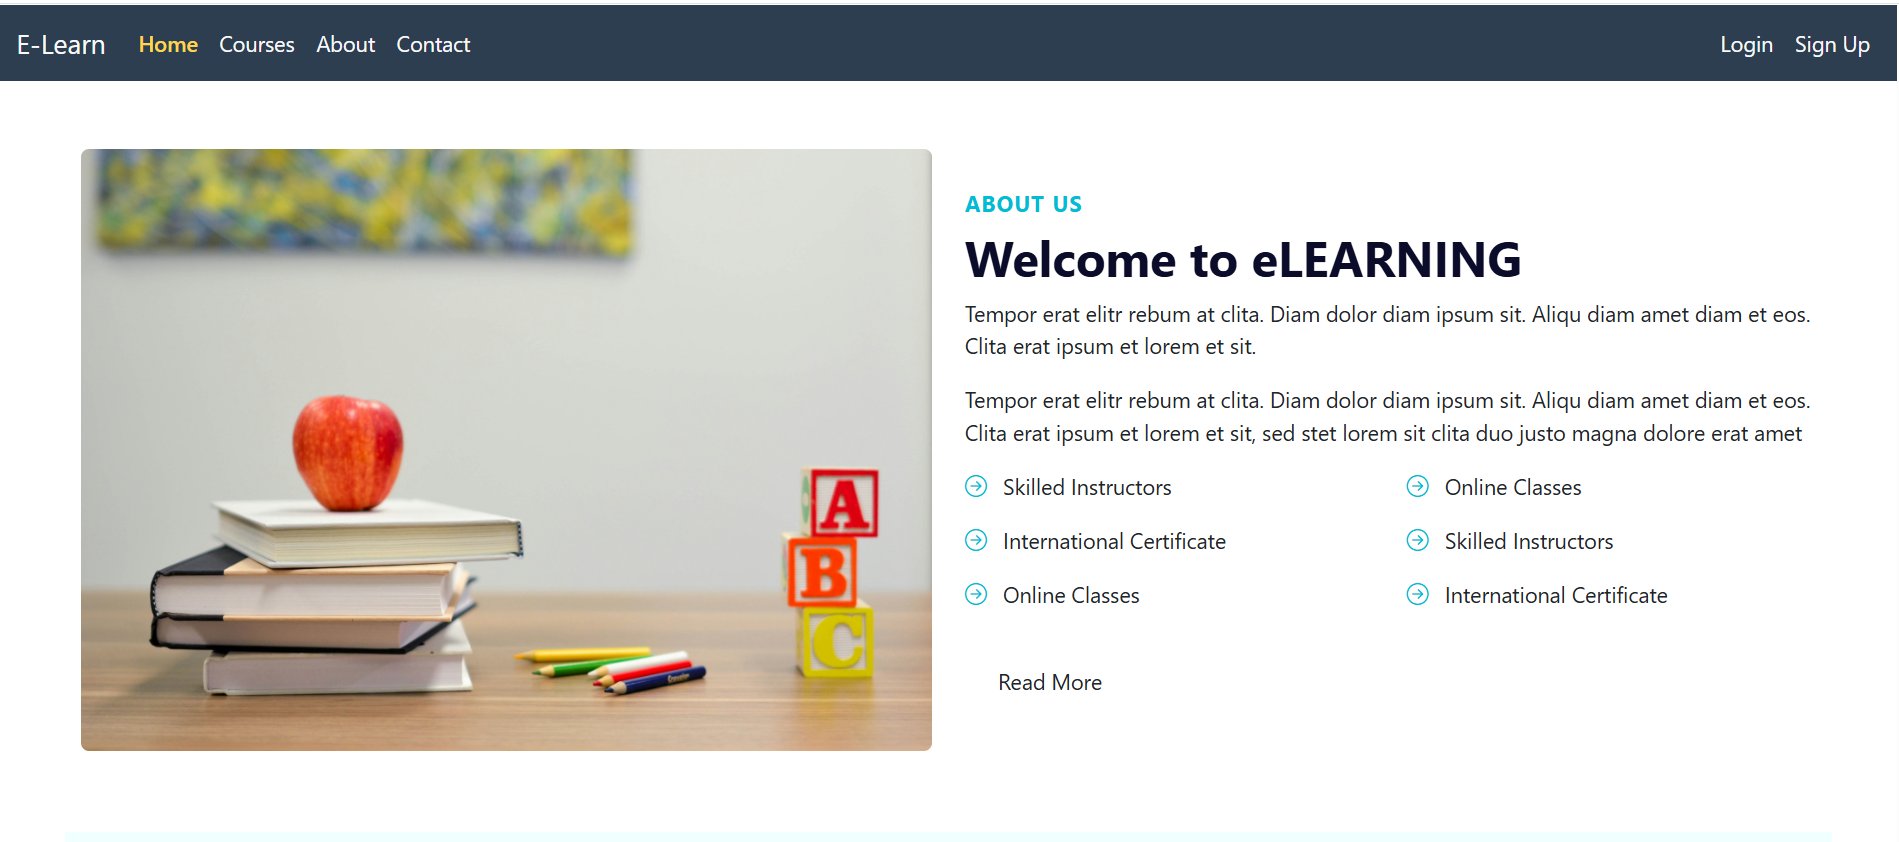 E-Learn Home Courses About Contact Login Sign Up
ABOUT US
Welcome to eLEARNING
Tempor erat elitr rebum at clita. Diam dolor diam ipsum sit. Aliqu diam amet diam et eos.
Clita erat ipsum et lorem et sit.
Tempor erat elitr rebum at clita. Diam dolor diam ipsum sit. Aliqu diam amet diam et eos.
Clita erat ipsum et lorem et sit, sed stet lorem sit clita duo justo magna dolore erat amet
Skilled Instructors Online Classes
International Certificate Skilled Instructors
Online Classes International Certificate
Read More
A
B
C